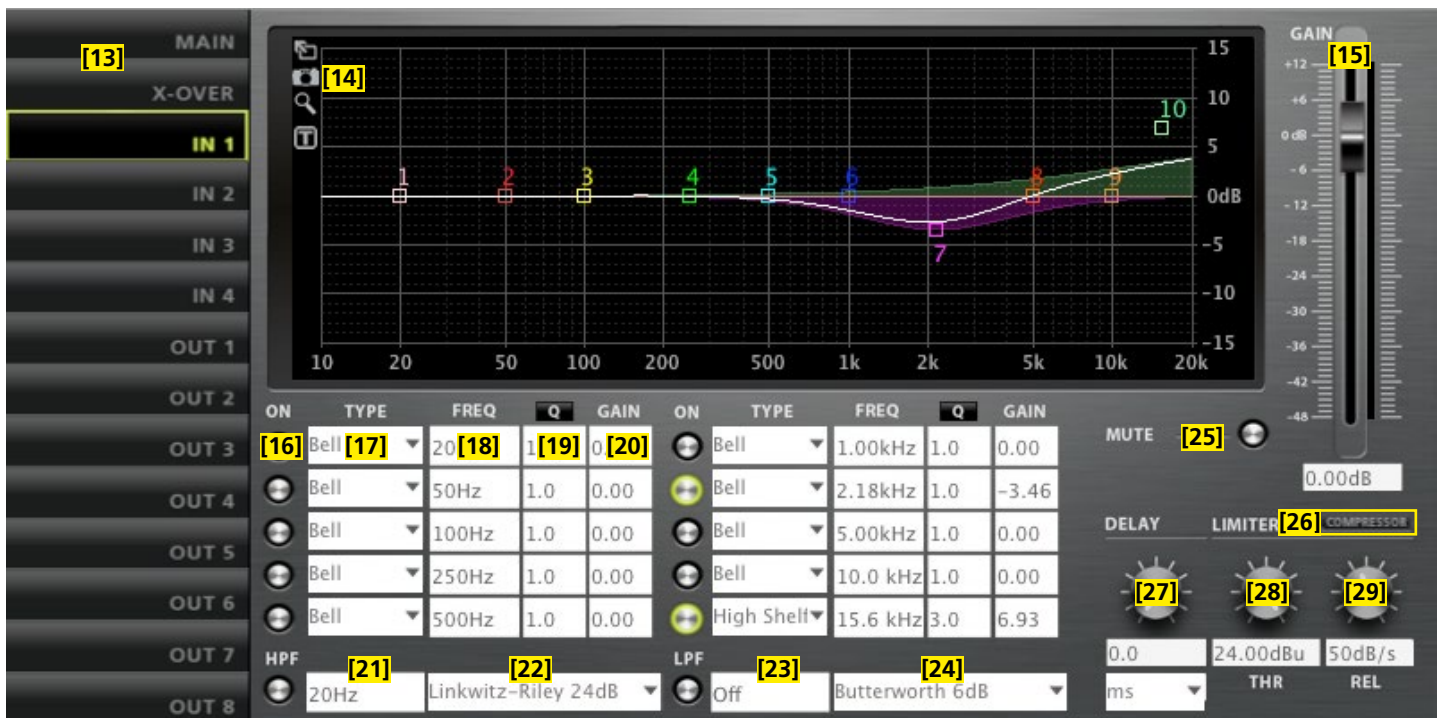 MAIN
[13]
X-OVER
IN 1
IN 2
IN 3
IN 4
OUT 1
OUT 2
OUT 3
OUT 4
OUT 5
OUT 6
OUT 7
OUT 8
[14]
T
1 2 3 4 5 6 7 8 9 10
15
10
5
0dB
-5
-10
-15
10 20 50 100 200 500 1k 2k 5k 10k 20k
GAIN
[15]
+12
+6
0 dB
-6
-12
-18
-24
-30
-36
-42
-48
0.00dB
ON TYPE FREQ Q GAIN ON TYPE FREQ Q GAIN
[16] Bell [17] 20 [18] 1 [19] 0. [20] Bell 1.00kHz 1.0 0.00
Bell 50Hz 1.0 0.00 Bell 2.18kHz 1.0 -3.46
Bell 100Hz 1.0 0.00 Bell 5.00kHz 1.0 0.00
Bell 250Hz 1.0 0.00 Bell 10.0 kHz 1.0 0.00
Bell 500Hz 1.0 0.00 High Shelf 15.6 kHz 3.0 6.93
HPF [21] [22] LPF [23] [24]
20Hz Linkwitz-Riley 24dB Off Butterworth 6dB
MUTE [25]
DELAY LIMITER [26] COMPRESSOR
[27] [28] [29]
0.0 24.00dBu 50dB/s
ms THR REL